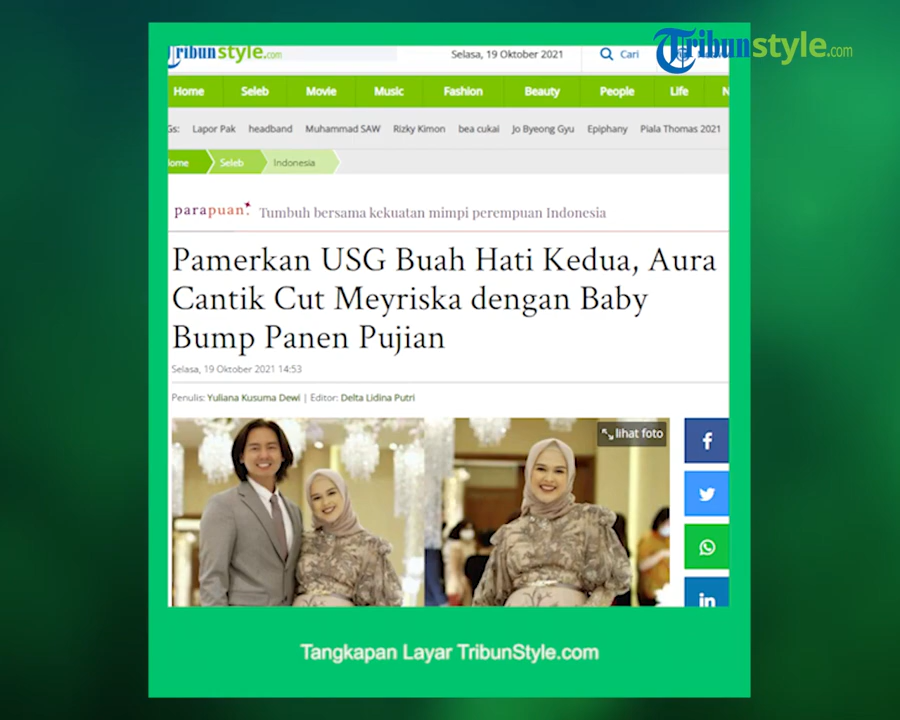 Tribunstyle.com
Tribunstyle.com Selasa, 19 Oktober 2021 Cari
Home Seleb Movie Music Fashion Beauty People Life
Lapor Pak headband Muhammad SAW Rizky Kimon bea cukai Jo Byeong Gyu Epiphany Piala Thomas 2021
Seleb Indonesia
parapuan. Tumbuh bersama kekuatan mimpi perempuan Indonesia
Pamerkan USG Buah Hati Kedua, Aura
Cantik Cut Meyriska dengan Baby
Bump Panen Pujian
Selasa, 19 Oktober 2021 14:53
Penulis: Yuliana Kusuma Dewi | Editor: Delta Lidina Putri
lihat foto
Tangkapan Layar TribunStyle.com